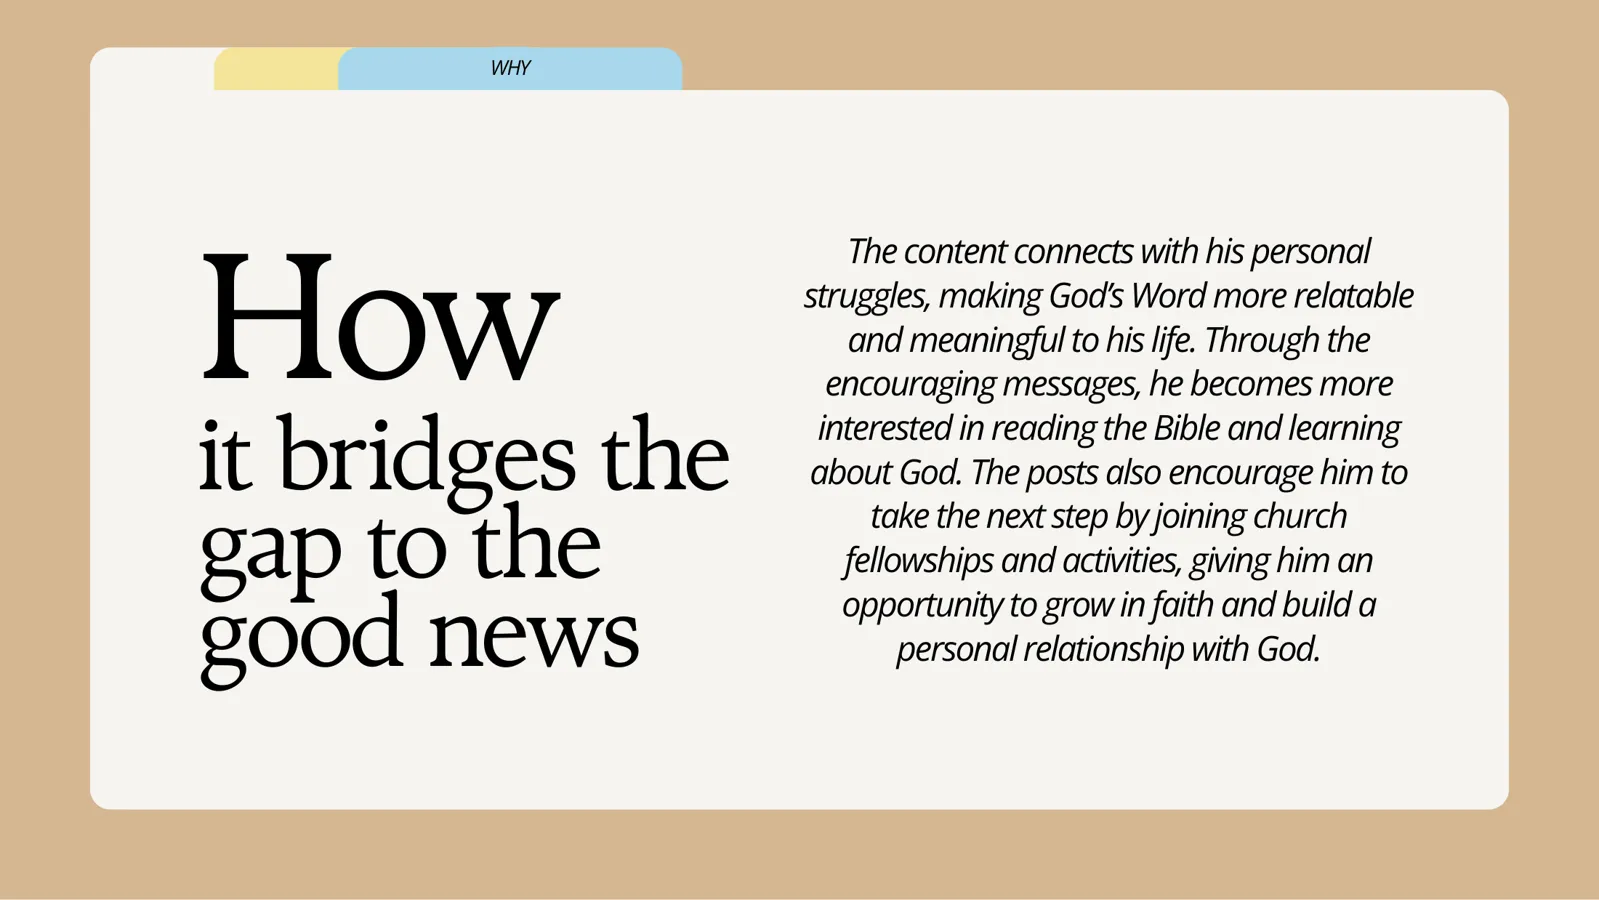 WHY
How
it bridges the
gap to the
good news
The content connects with his personal
struggles, making God's Word more relatable
and meaningful to his life. Through the
encouraging messages, he becomes more
interested in reading the Bible and learning
about God. The posts also encourage him to
take the next step by joining church
fellowships and activities, giving him an
opportunity to grow in faith and build a
personal relationship with God.